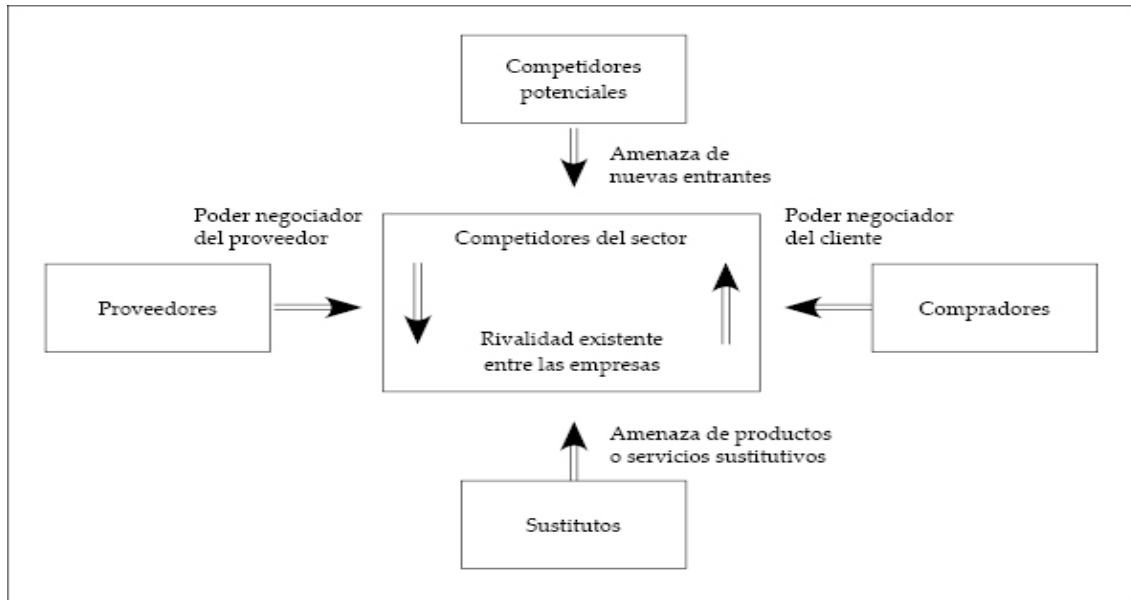 Competidores
potenciales
Amenaza de
nuevas entrantes
Poder negociador
del proveedor
Poder negociador
del cliente
Competidores del sector
Proveedores
Compradores
Rivalidad existente
entre las empresas
Amenaza de productos
o servicios sustitutivos
Sustitutos